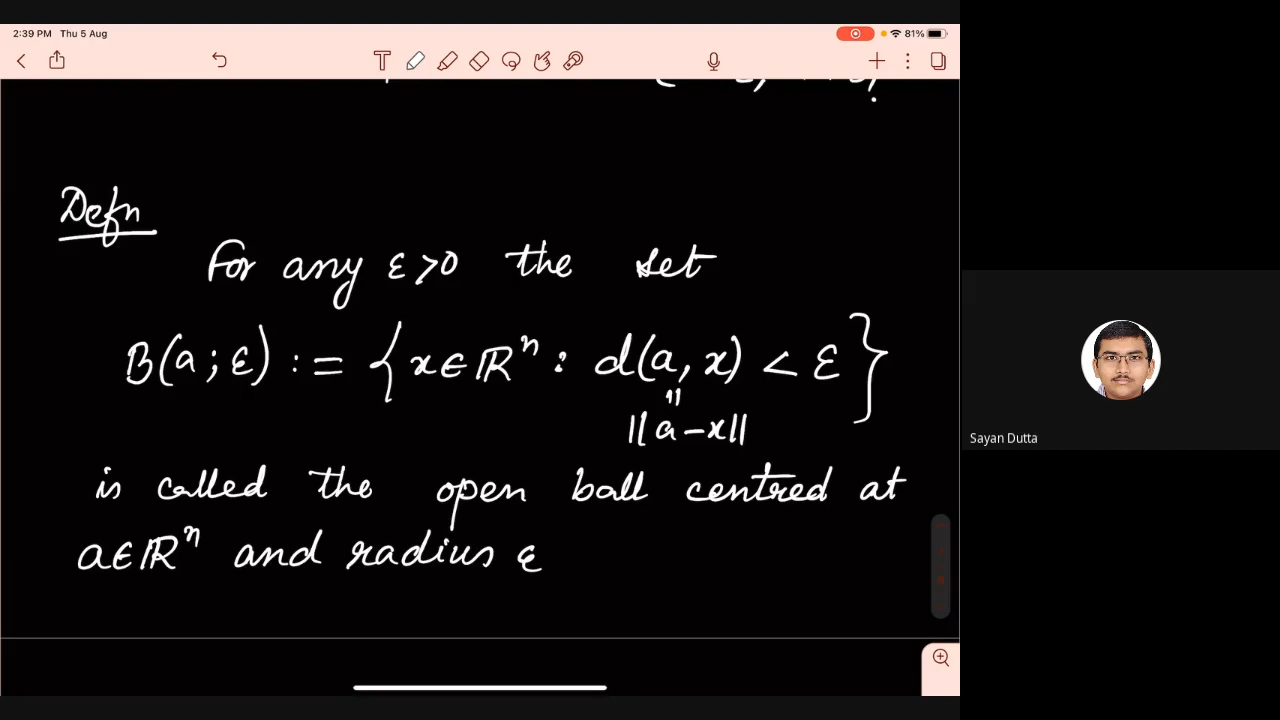 2:39 PM Thu 5 Aug
81%
Defn
For any ε>0 the set
B(a; ε) := {x∈ℝⁿ : d(a, x) < ε}
"
||a-x||
is called the open ball centred at
a∈ℝⁿ and radius ε
Sayan Dutta